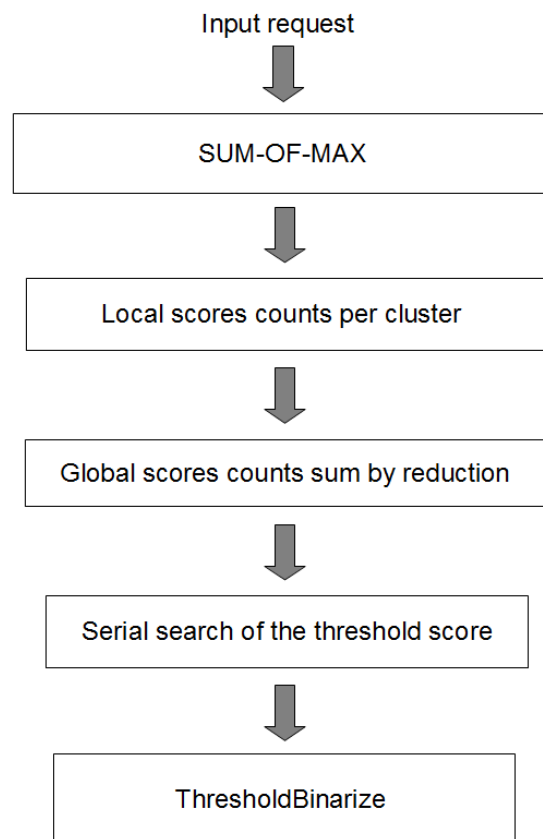 Input request
SUM-OF-MAX
Local scores counts per cluster
Global scores counts sum by reduction
Serial search of the threshold score
ThresholdBinarize